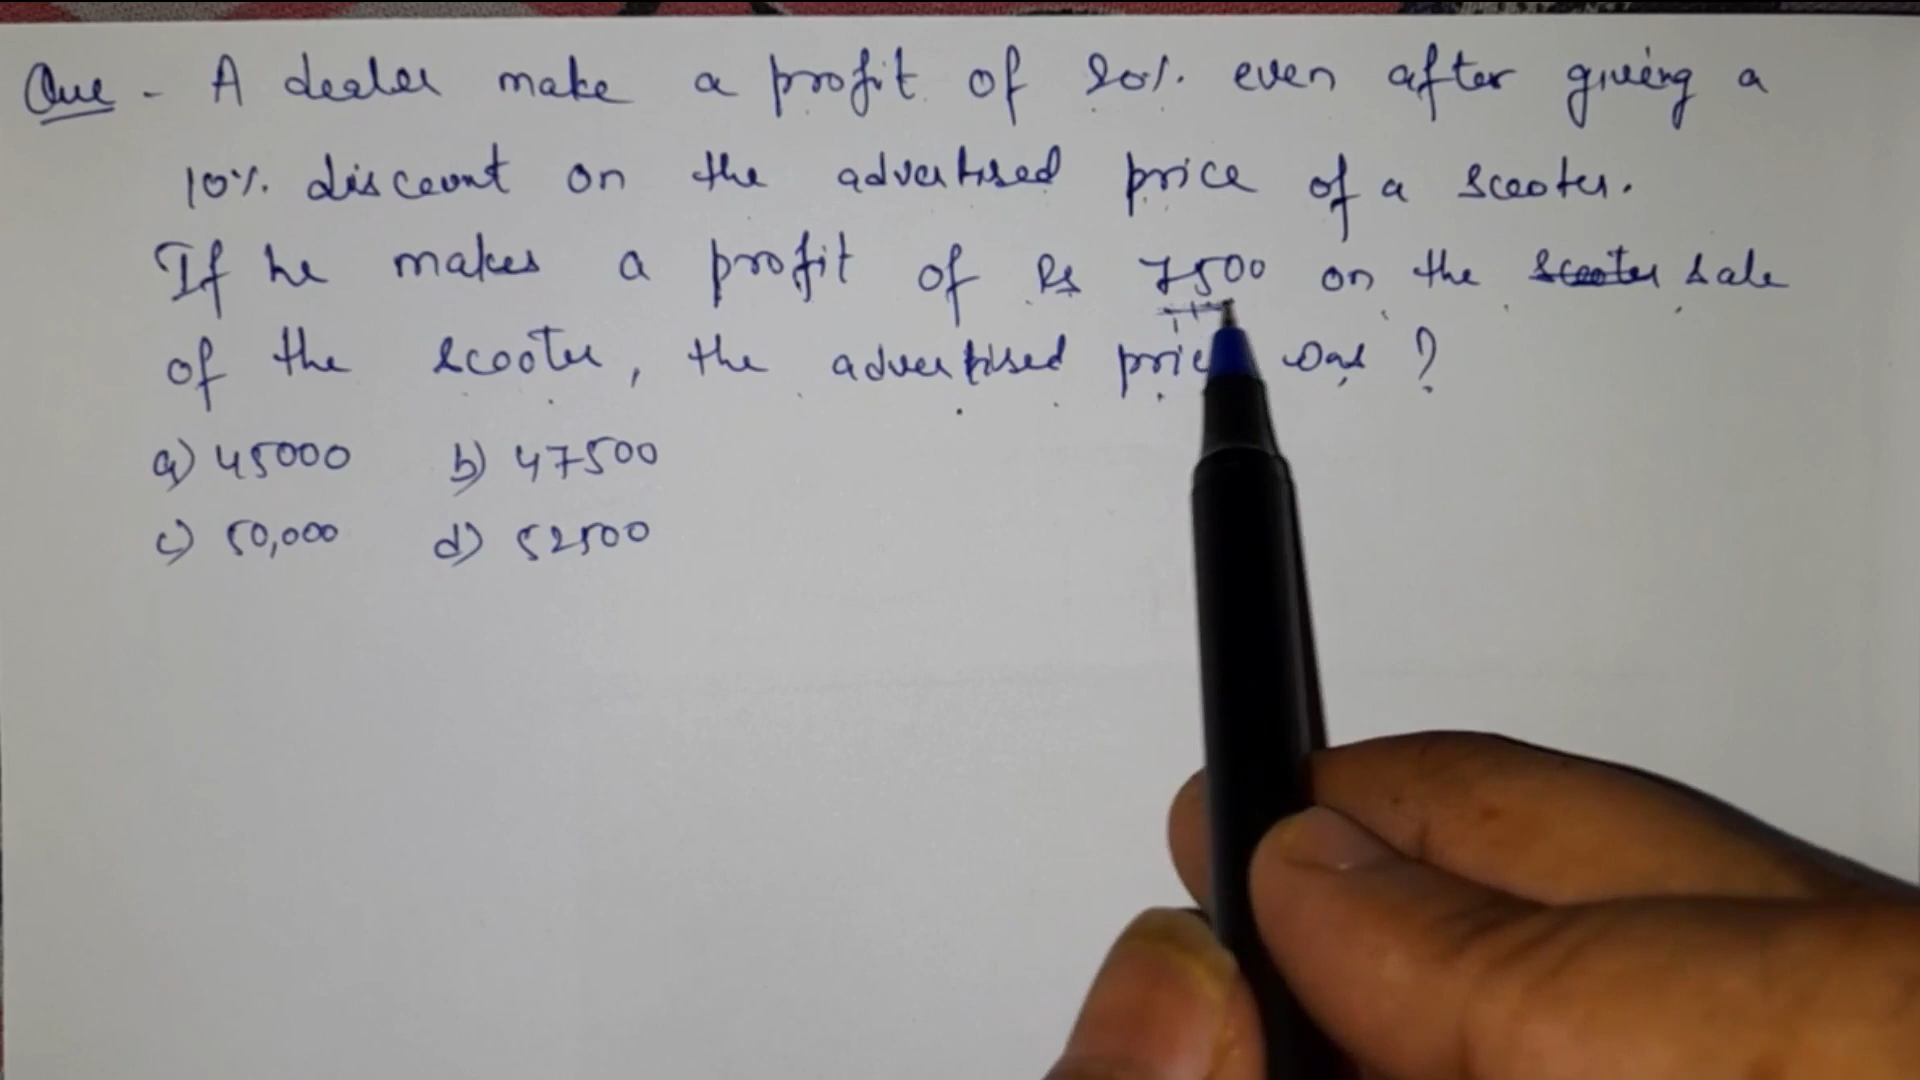 Que - A dealer make a profit of 20%. even after giving a
10%. discount on the advertised price of a scooter.
If he makes a profit of Rs 7500 on the scooter sale
of the scooter, the advertised price was ?
a) 45000 b) 47500
c) 50,000 d) 52500